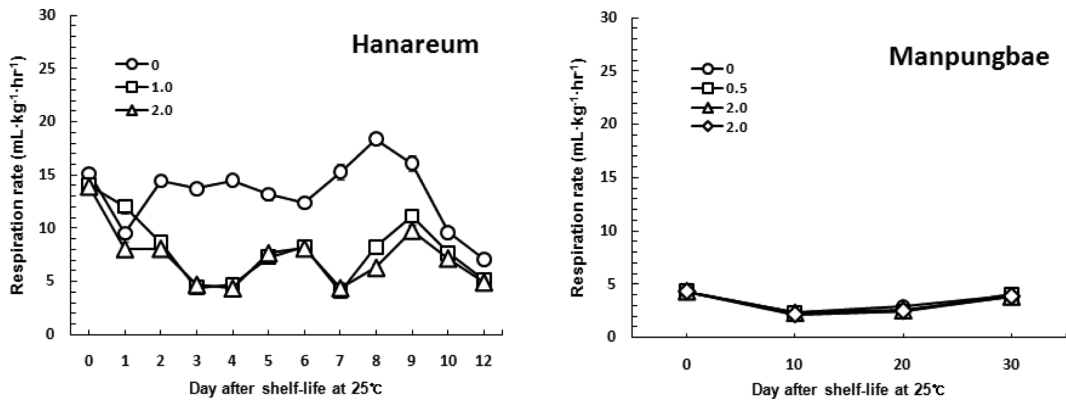 Hanareum
Respiration rate (mL·kg⁻¹·hr⁻¹)
30
25
20
15
10
5
0
0
1.0
2.0
0 1 2 3 4 5 6 7 8 9 10 12
Day after shelf-life at 25℃
Manpungbae
Respiration rate (mL·kg⁻¹·hr⁻¹)
30
25
20
15
10
5
0
0
0.5
2.0
2.0
0 10 20 30
Day after shelf-life at 25℃